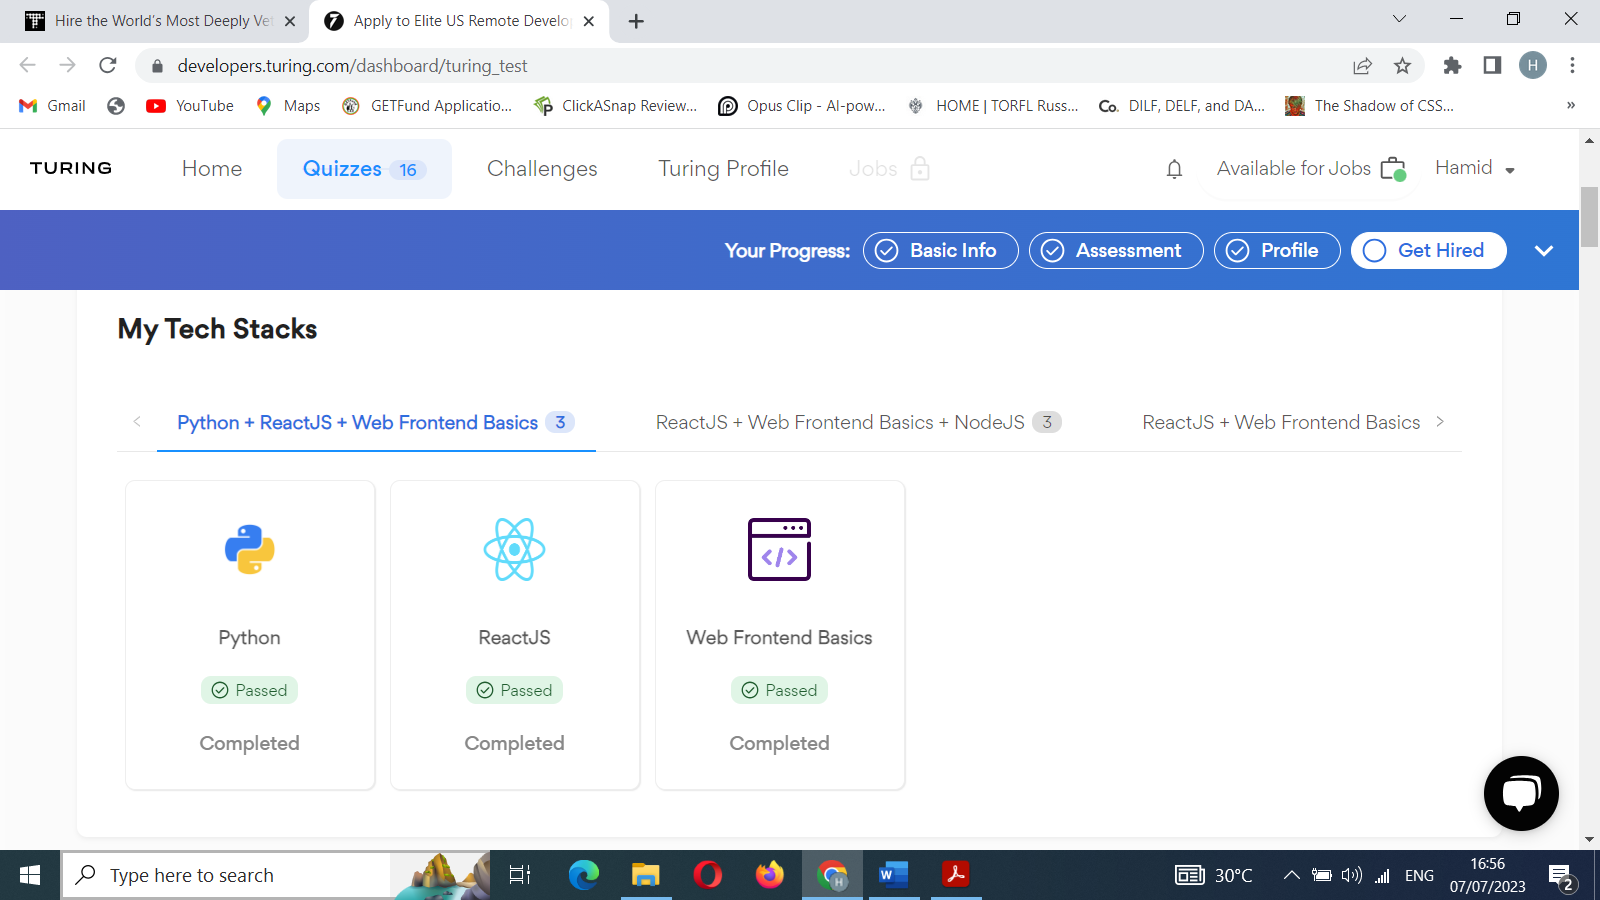 Hire the World's Most Deeply Vet
Apply to Elite US Remote Develo
developers.turing.com/dashboard/turing_test
H
Gmail
YouTube
Maps
GETFund Applicatio...
ClickASnap Review...
Opus Clip - AI-pow...
HOME | TORFL Russ...
Co.
DILF, DELF, and DA...
The Shadow of CSS...
»
TURING
Home
Quizzes 16
Challenges
Turing Profile
Jobs
Available for Jobs
Hamid
Your Progress:
Basic Info
Assessment
Profile
Get Hired
My Tech Stacks
Python + ReactJS + Web Frontend Basics 3
ReactJS + Web Frontend Basics + NodeJS 3
ReactJS + Web Frontend Basics
Python
ReactJS
Web Frontend Basics
Passed
Passed
Passed
Completed
Completed
Completed
Type here to search
H
W
30°C
ENG
16:56
07/07/2023
2